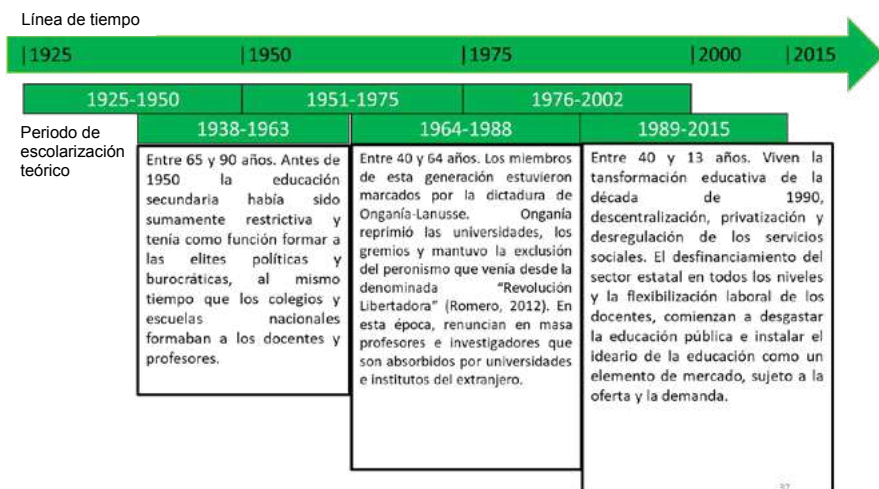 Línea de tiempo
|1925 |1950 |1975 |2000 |2015
1925-1950 1951-1975 1976-2002
Periodo de
escolarización
teórico
1938-1963 1964-1988 1989-2015
Entre 65 y 90 años. Antes de
1950 la educación
secundaria había sido
sumamente restrictiva y
tenía como función formar a
las elites políticas y
burocráticas, al mismo
tiempo que los colegios y
escuelas nacionales
formaban a los docentes y
profesores.
Entre 40 y 64 años. Los miembros
de esta generación estuvieron
marcados por la dictadura de
Onganía-Lanusse. Onganía
reprimió las universidades, los
gremios y mantuvo la exclusión
del peronismo que venía desde la
denominada “Revolución
Libertadora” (Romero, 2012). En
esta época, renuncian en masa
profesores e investigadores que
son absorbidos por universidades
e institutos del extranjero.
Entre 40 y 13 años. Viven la
tansformación educativa de la
década de 1990,
descentralización, privatización y
desregulación de los servicios
sociales. El desfinanciamiento del
sector estatal en todos los niveles
y la flexibilización laboral de los
docentes, comienzan a desgastar
la educación pública e instalar el
ideario de la educación como un
elemento de mercado, sujeto a la
oferta y la demanda.
37